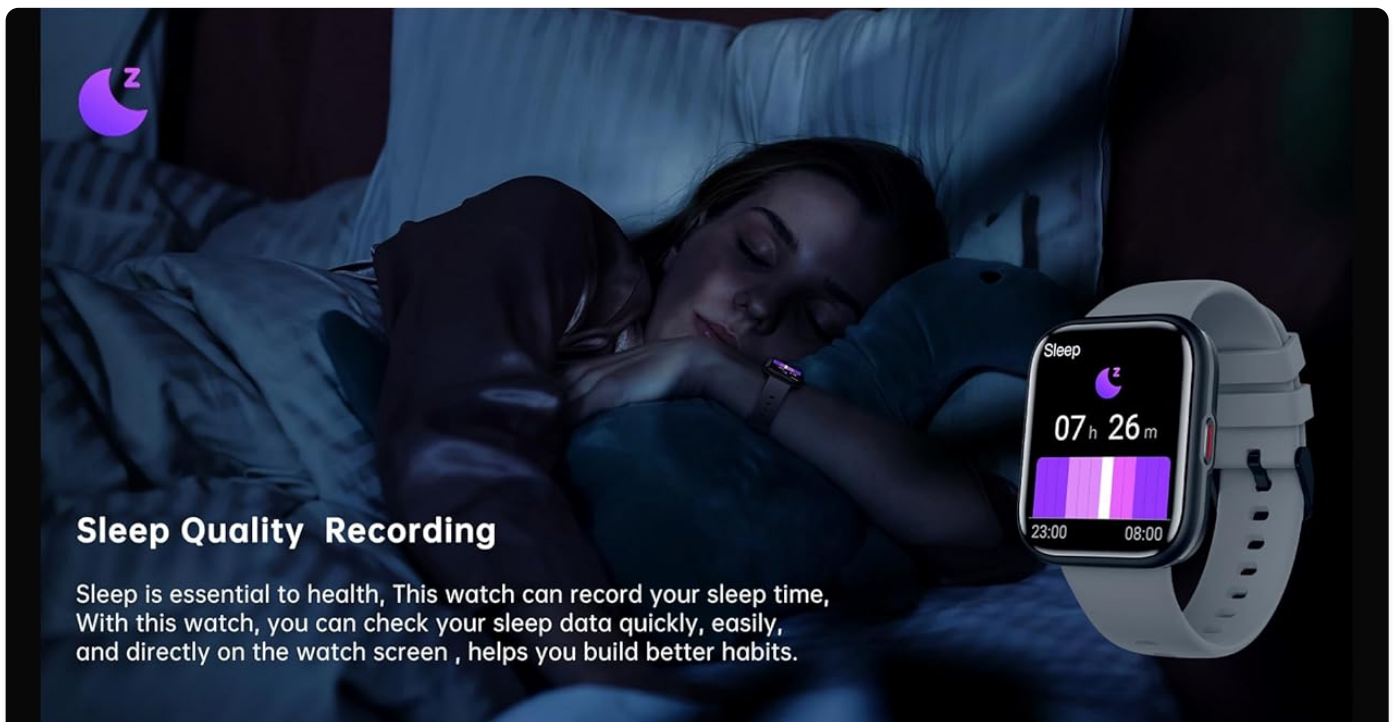 z
Sleep
z
07 h 26 m
23:00 08:00
Sleep Quality Recording
Sleep is essential to health, This watch can record your sleep time,
With this watch, you can check your sleep data quickly, easily,
and directly on the watch screen , helps you build better habits.